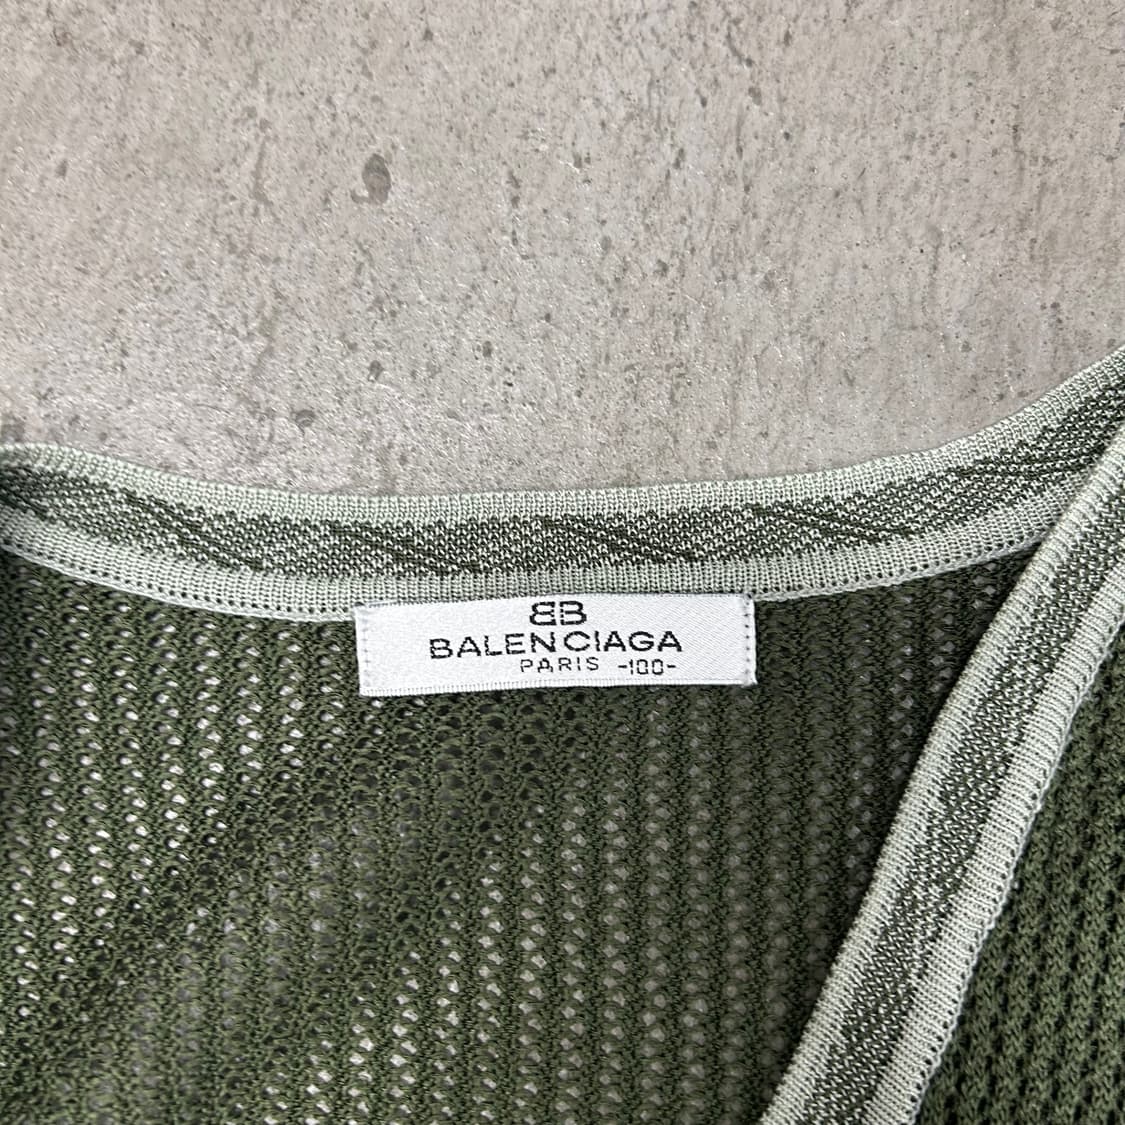 BB
BALENCIAGA
PARIS -100-